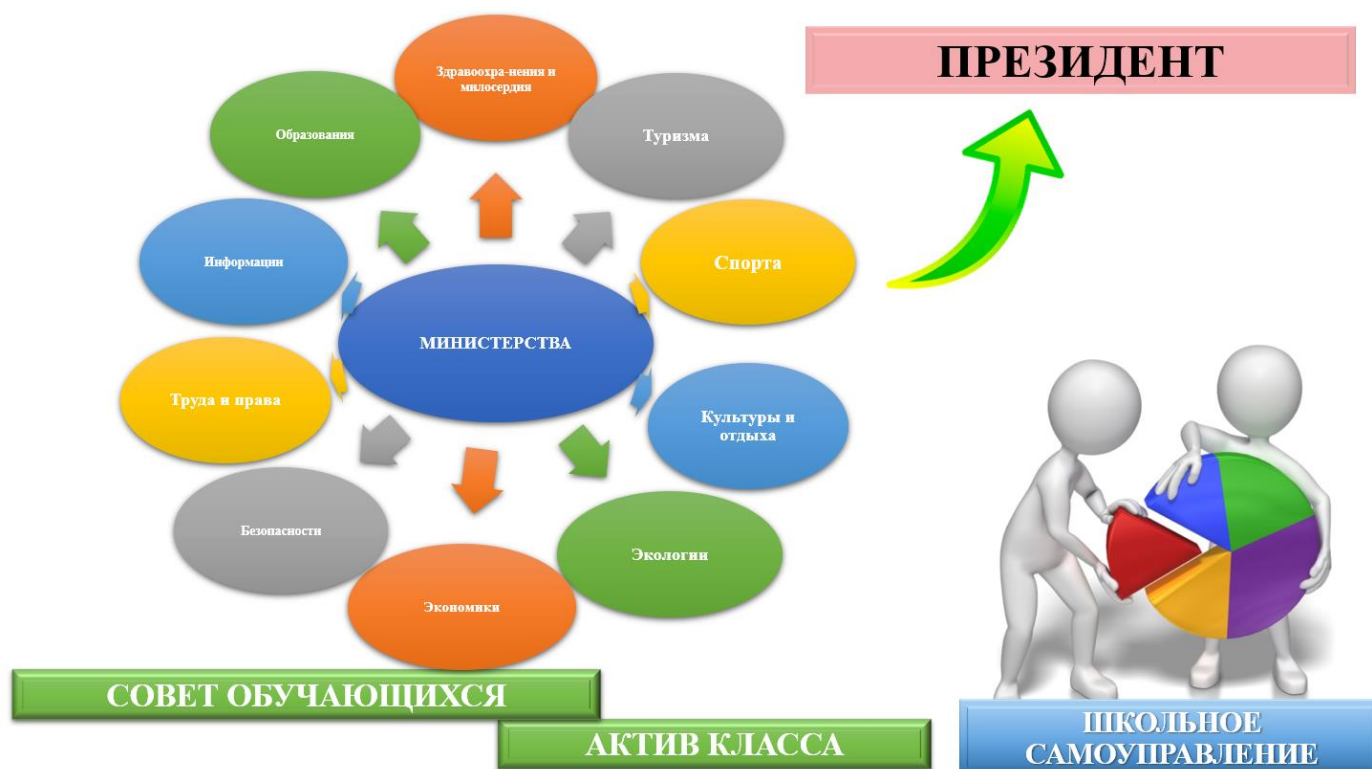 ПРЕЗИДЕНТ
Здравоохра-нения и
милосердия
Образования
Туризма
Информации
Спорта
МИНИСТЕРСТВА
Труда и права
Культуры и
отдыха
Безопасности
Экологии
Экономики
СОВЕТ ОБУЧАЮЩИХСЯ
АКТИВ КЛАССА
ШКОЛЬНОЕ
САМОУПРАВЛЕНИЕ